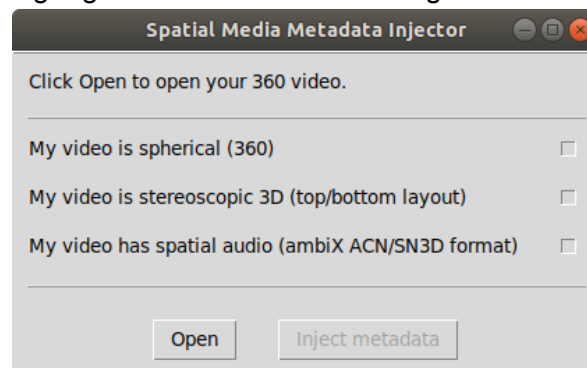 Spatial Media Metadata Injector
Click Open to open your 360 video.
My video is spherical (360)
My video is stereoscopic 3D (top/bottom layout)
My video has spatial audio (ambiX ACN/SN3D format)
Open Inject metadata